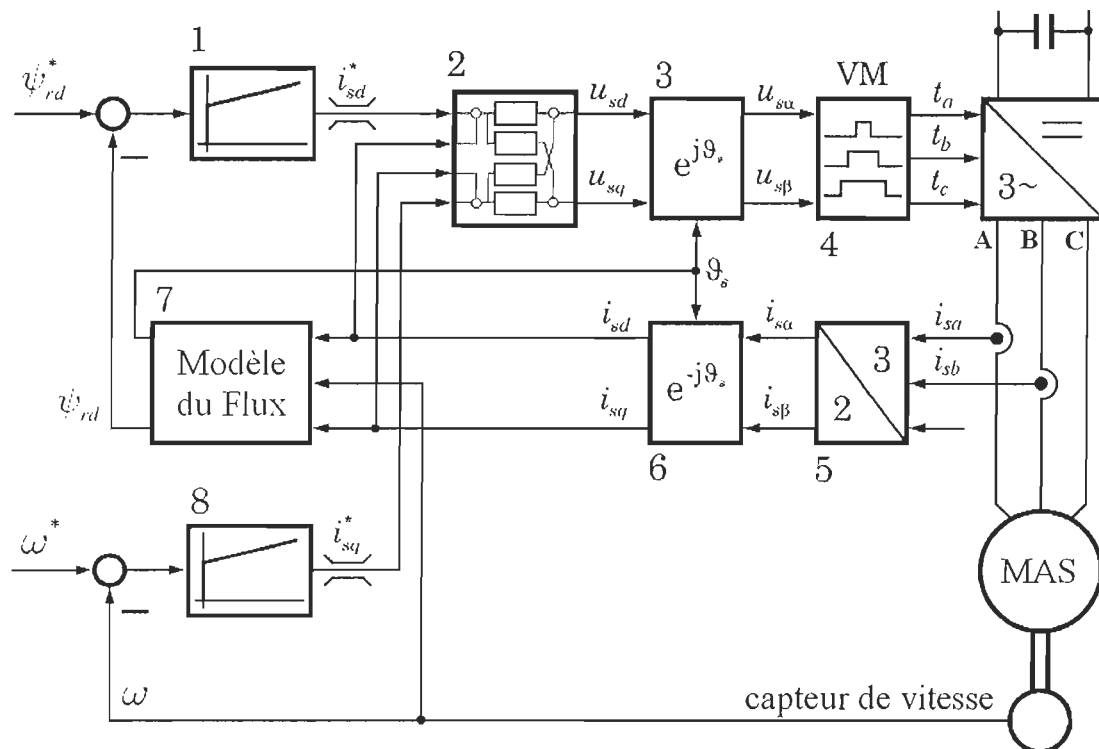 1
ψ*rd
i*sd
2
usd
usq
3
e^jϑs
usα
usβ
VM
4
ta
tb
tc
3~
A B C
ϑs
7
Modèle
du Flux
ψrd
isd
isq
e^-jϑs
6
isα
isβ
3
2
5
isa
isb
8
ω*
i*sq
MAS
ω
capteur de vitesse